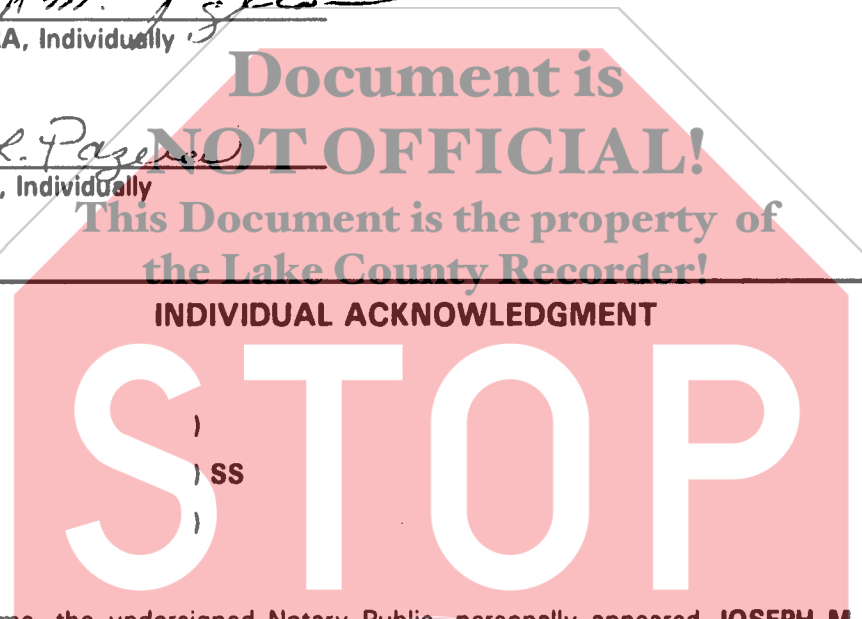 A, Individually
Document is
R. Pazera
NOT OFFICIAL!
, Individually
This Document is the property of
the Lake County Recorder!
INDIVIDUAL ACKNOWLEDGMENT
STOP
)
) SS
)
me, the undersigned Notary Public, personally appeared JOSEPH M